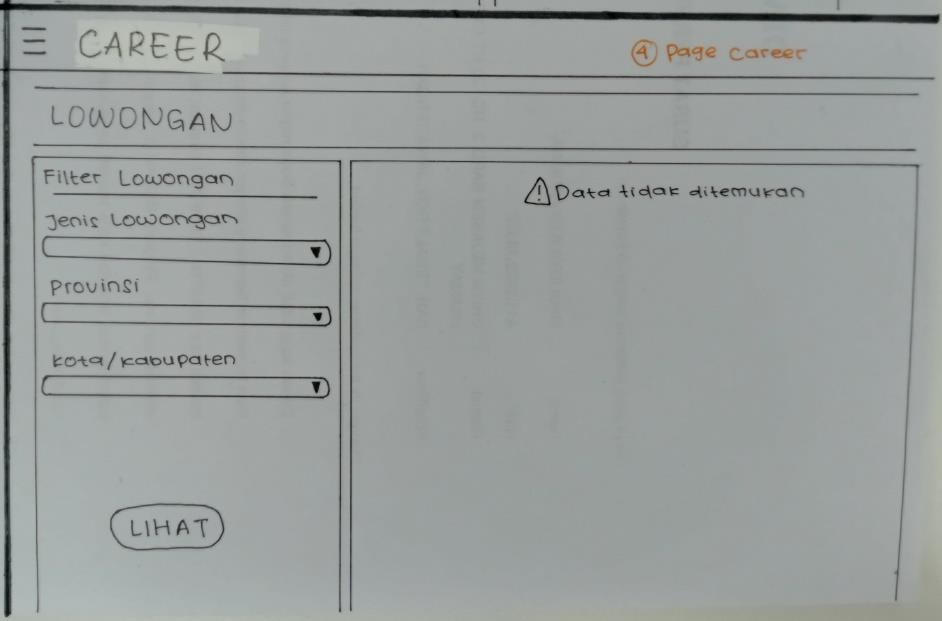 CAREER
④ Page Career
LOWONGAN
Filter Lowongan
Jenis Lowongan
Provinsi
Kota/Kabupaten
LIHAT
Data tidak ditemukan